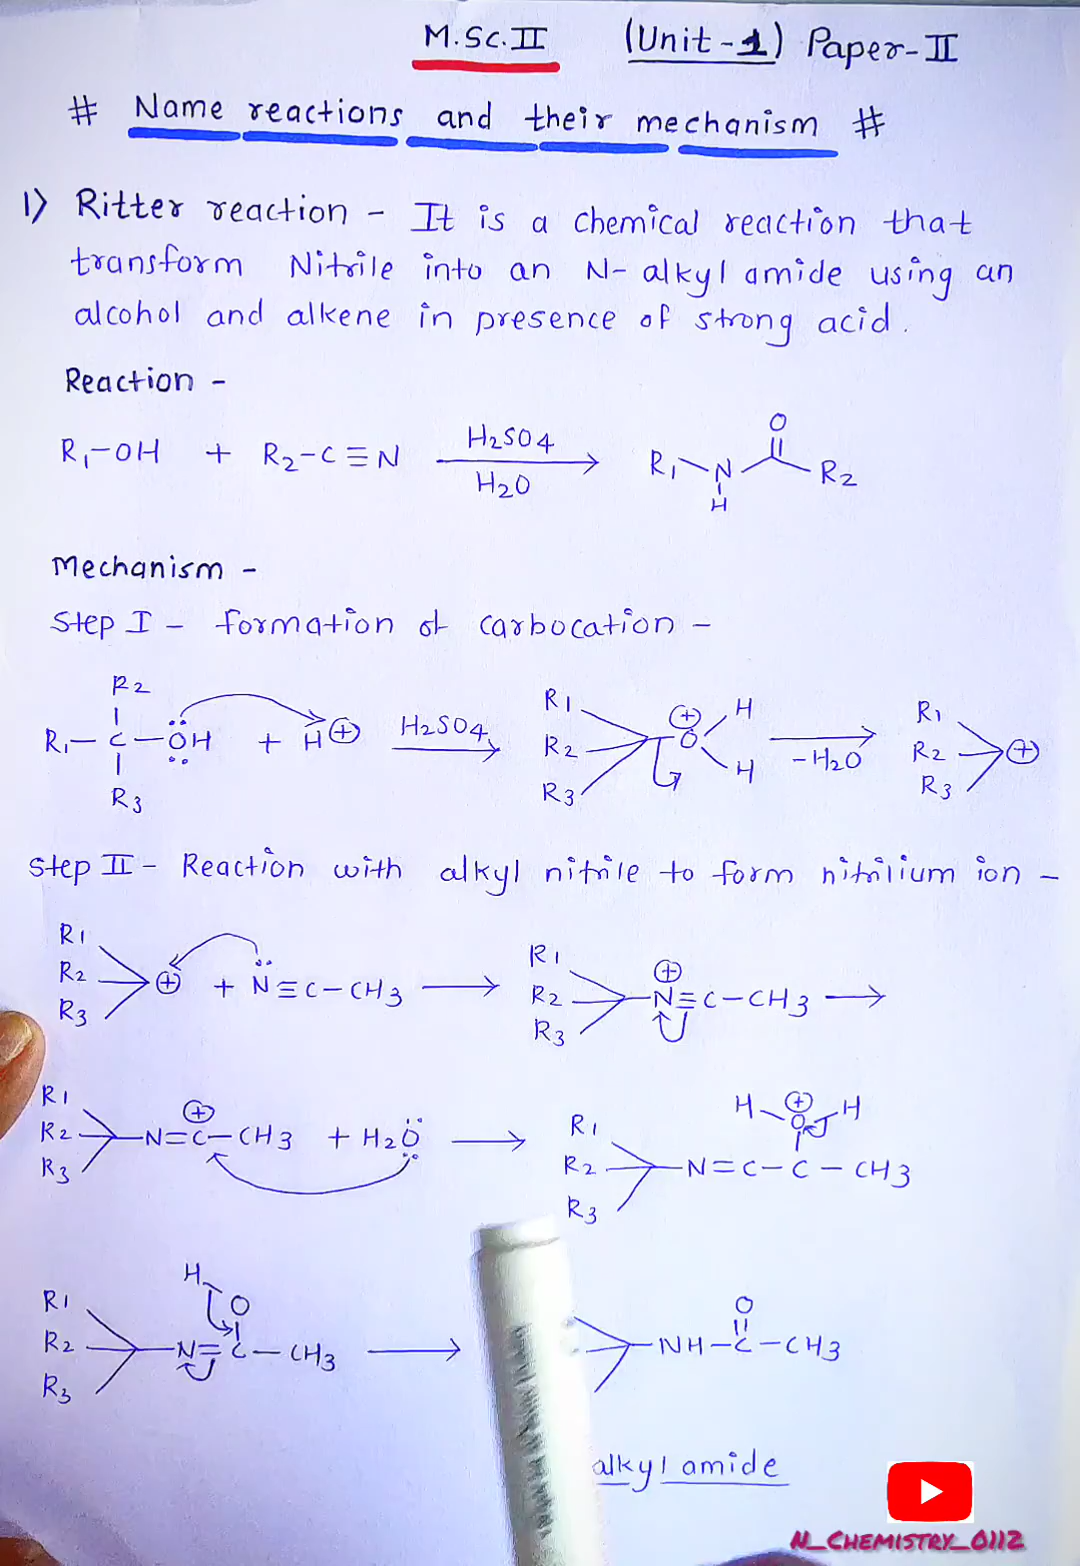 M.Sc.II (Unit-1) Paper-II
# Name reactions and their mechanism #
1) Ritter reaction - It is a chemical reaction that
transform Nitrile into an N-alkyl amide using an
alcohol and alkene in presence of strong acid.
Reaction -
R1-OH + R2-C≡N H2SO4 H2O → R1 N H O R2
Mechanism -
Step I - formation of carbocation -
R2
R1-C-ÖH + H⊕ H2SO4 → R1 R2 R3 ⊕ O H H -H2O → R1 R2 R3 ⊕
R3
Step II - Reaction with alkyl nitrile to form nitrilium ion -
R1 R2 R3 ⊕ + N≡C-CH3 → R1 R2 R3 -N≡C-CH3 ⊕ →
R1 R2 R3 -N=C-CH3 ⊕ + H2O → R1 R2 R3 -N=C-C-CH3 H O ⊕ H
R1 R2 R3 -N=C-CH3 O H → -NH-C-CH3 O
alkyl amide
N_CHEMISTRY_0112